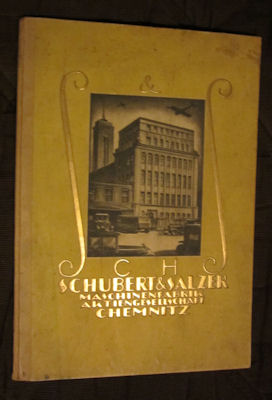 &
S C H S
SCHUBERT & SALZER
MASCHINENFABRIK
AKTIENGESELLSCHAFT
CHEMNITZ